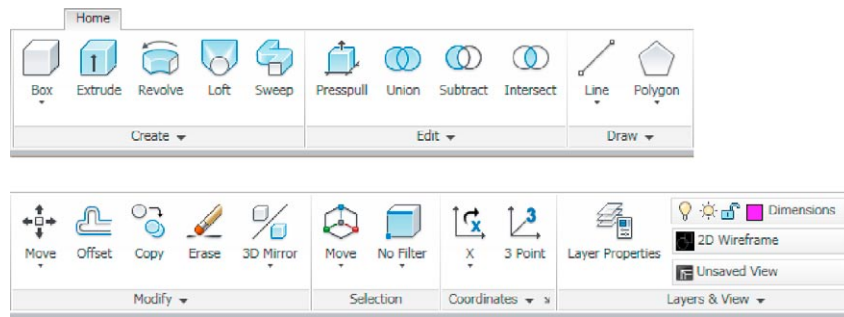 Home
Box Extrude Revolve Loft Sweep Presspull Union Subtract Intersect Line Polygon
Create Edit Draw
Dimensions
2D Wireframe
Move Offset Copy Erase 3D Mirror Move No Filter X 3 Point Layer Properties
Unsaved View
Modify Selection Coordinates Layers & View